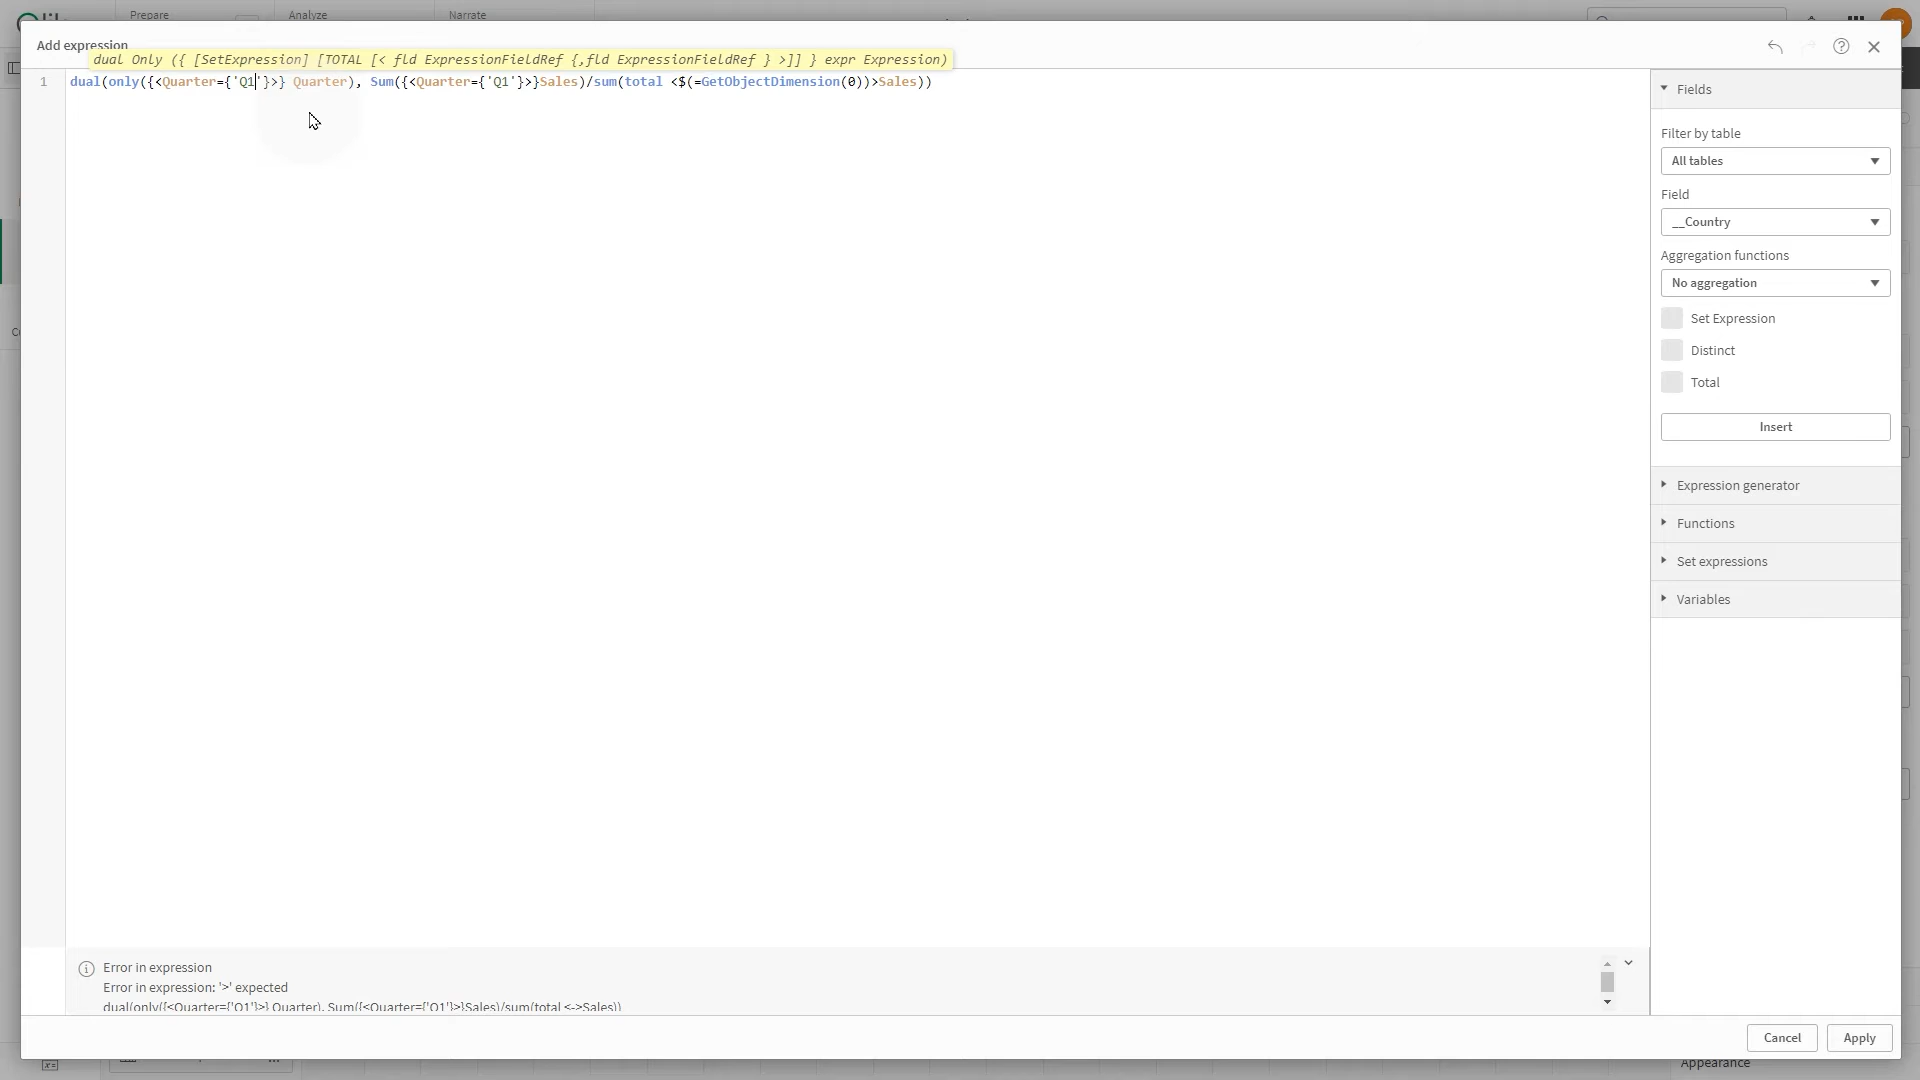 Prepare
Analyze
Narrate
Add expression
dual Only ({ [SetExpression] [TOTAL [< fld ExpressionFieldRef {,fld ExpressionFieldRef } >]] } expr Expression)
1 dual(only({<Quarter={'Q1'}>} Quarter), Sum({<Quarter={'Q1'}>}Sales)/sum(total <$(=GetObjectDimension(0))>Sales))
Fields
Filter by table
All tables
Field
__Country
Aggregation functions
No aggregation
Set Expression
Distinct
Total
Insert
Expression generator
Functions
Set expressions
Variables
Error in expression
Error in expression: '>' expected
dual(only({<Quarter={'Q1'}>} Quarter), Sum({<Quarter={'Q1'}>}Sales)/sum(total <->Sales))
Cancel
Apply
Appearance